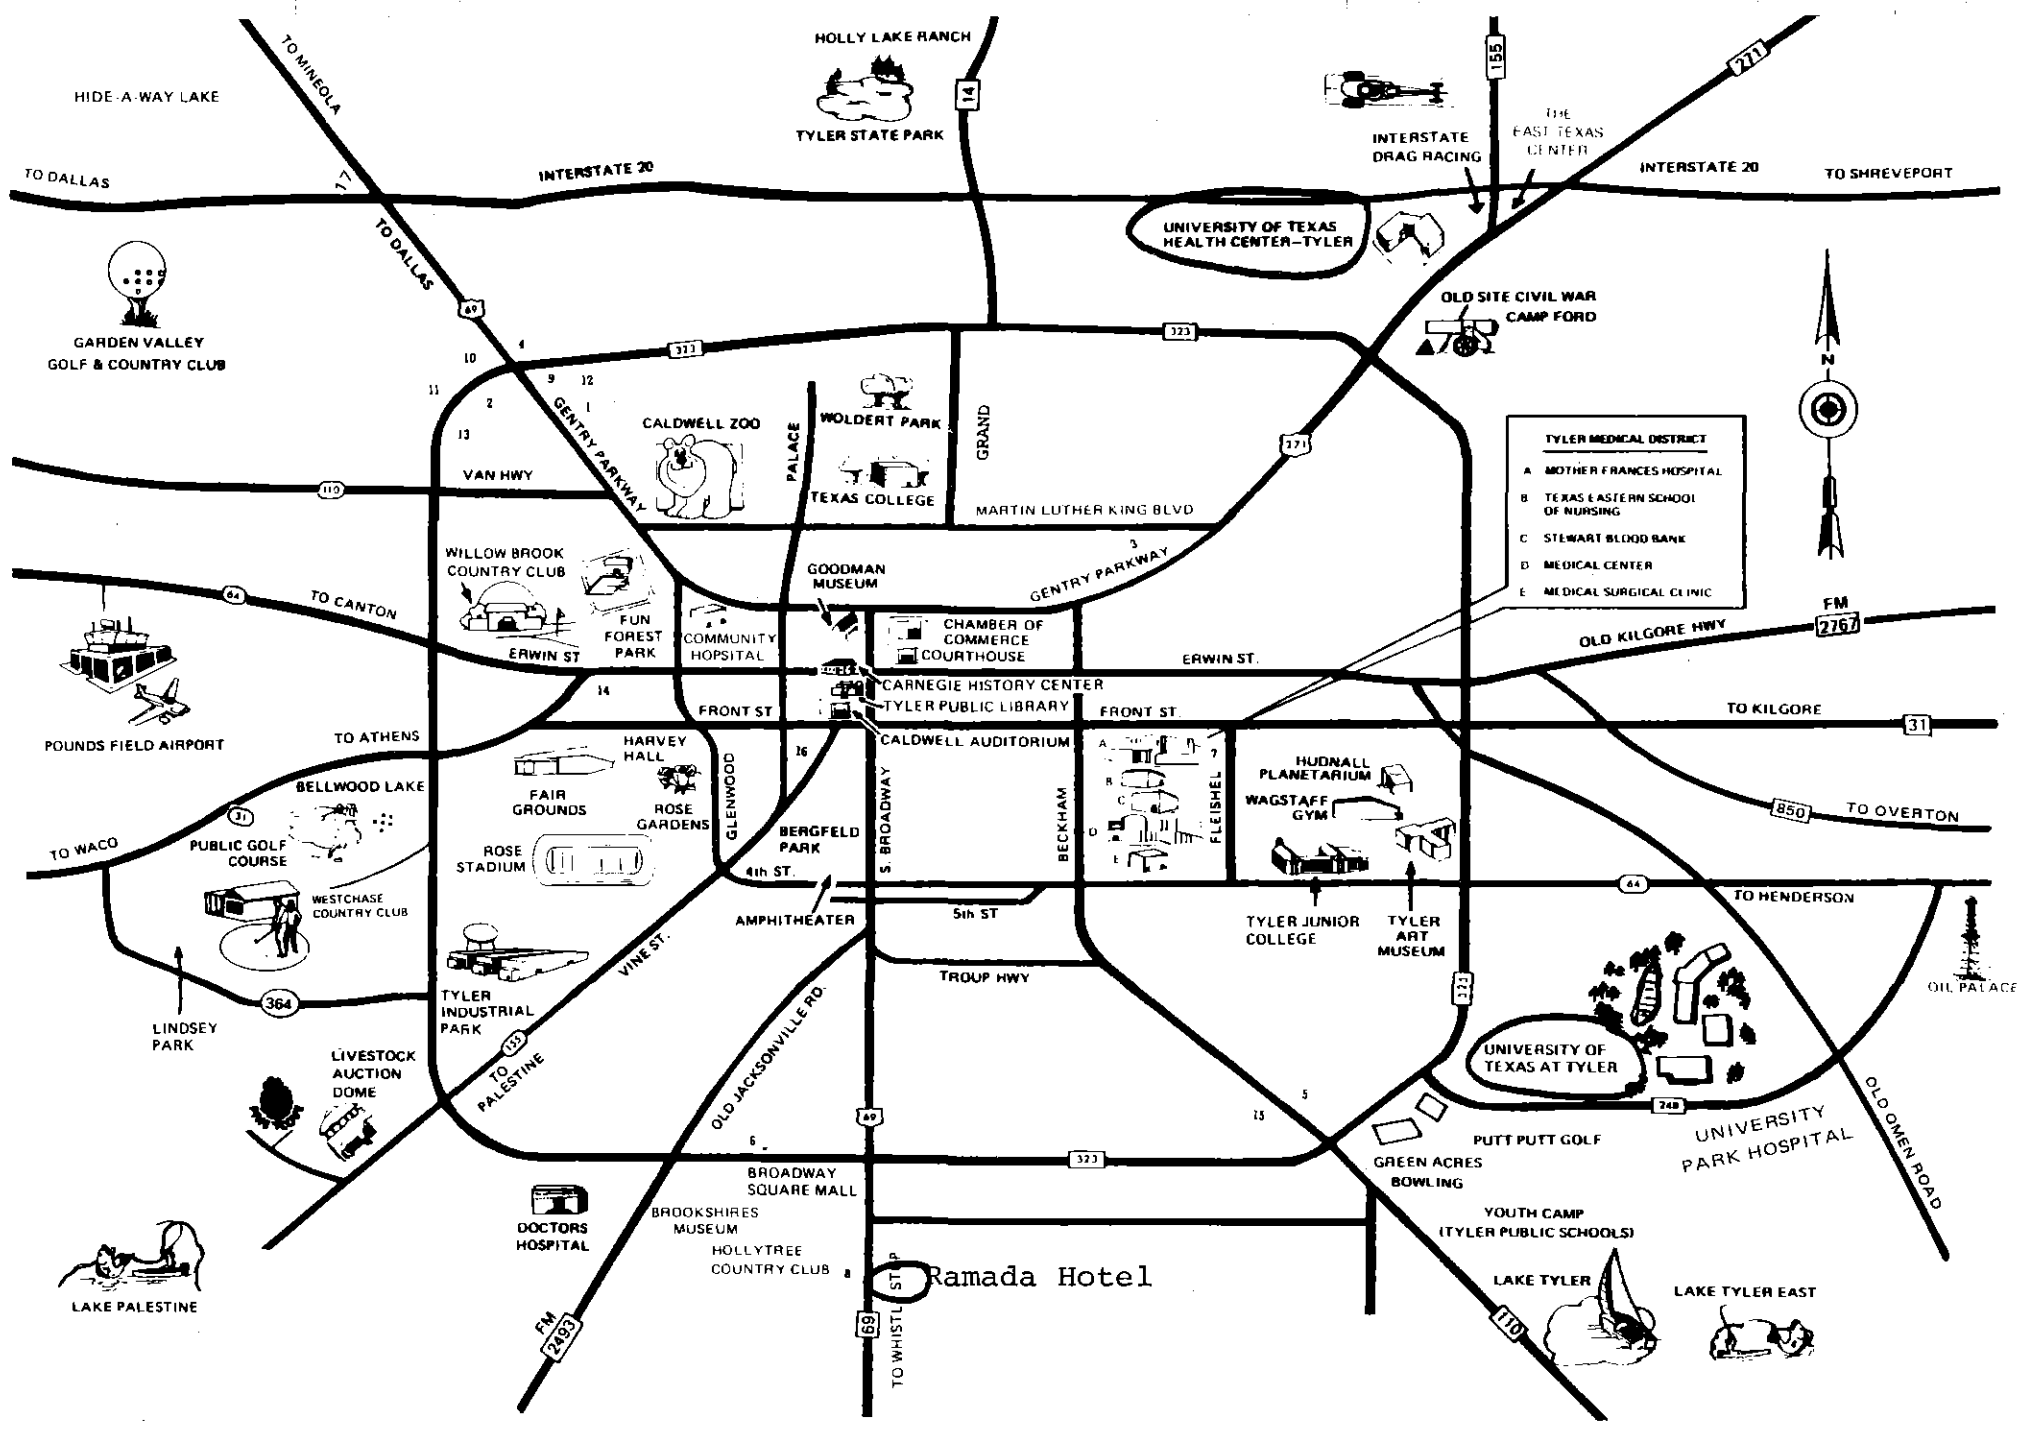 HOLLY LAKE RANCH
TO MINEOLA
HIDE-A-WAY LAKE
14
155
271
TYLER STATE PARK
INTERSTATE
DRAG RACING
THE
EAST TEXAS
CENTER
TO DALLAS
17
INTERSTATE 20
INTERSTATE 20
TO SHREVEPORT
TO DALLAS
UNIVERSITY OF TEXAS
HEALTH CENTER-TYLER
69
OLD SITE CIVIL WAR
CAMP FORD
GARDEN VALLEY
GOLF & COUNTRY CLUB
4
10
323
323
N
11
9
12
2
1
13
GENTRY PARKWAY
CALDWELL ZOO
PALACE
WOLDERT PARK
GRAND
271
TYLER MEDICAL DISTRICT
A MOTHER FRANCES HOSPITAL
B TEXAS EASTERN SCHOOL
OF NURSING
C STEWART BLOOD BANK
D MEDICAL CENTER
E MEDICAL SURGICAL CLINIC
VAN HWY
110
TEXAS COLLEGE
MARTIN LUTHER KING BLVD
3
GENTRY PARKWAY
WILLOW BROOK
COUNTRY CLUB
GOODMAN
MUSEUM
64
TO CANTON
FUN
FOREST
PARK
COMMUNITY
HOPSITAL
CHAMBER OF
COMMERCE
COURTHOUSE
FM
2767
OLD KILGORE HWY
ERWIN ST
ERWIN ST.
14
CARNEGIE HISTORY CENTER
TYLER PUBLIC LIBRARY
FRONT ST
FRONT ST.
TO KILGORE
31
POUNDS FIELD AIRPORT
TO ATHENS
HARVEY
HALL
16
CALDWELL AUDITORIUM
A
7
HUDNALL
PLANETARIUM
BELLWOOD LAKE
FAIR
GROUNDS
ROSE
GARDENS
GLENWOOD
S. BROADWAY
BECKHAM
B
C
D
E
FLEISHEL
WAGSTAFF
GYM
850
TO OVERTON
31
TO WACO
PUBLIC GOLF
COURSE
ROSE
STADIUM
BERGFELD
PARK
4th ST.
WESTCHASE
COUNTRY CLUB
AMPHITHEATER
5th ST
64
TO HENDERSON
TYLER JUNIOR
COLLEGE
TYLER
ART
MUSEUM
VINE ST.
TROUP HWY
323
OIL PALACE
364
TYLER
INDUSTRIAL
PARK
LINDSEY
PARK
155
TO
PALESTINE
OLD JACKSONVILLE RD.
LIVESTOCK
AUCTION
DOME
UNIVERSITY OF
TEXAS AT TYLER
69
5
15
248
UNIVERSITY
PARK HOSPITAL
OLD OMEN ROAD
6
323
PUTT PUTT GOLF
GREEN ACRES
BOWLING
BROADWAY
SQUARE MALL
DOCTORS
HOSPITAL
BROOKSHIRES
MUSEUM
YOUTH CAMP
(TYLER PUBLIC SCHOOLS)
HOLLYTREE
COUNTRY CLUB
8
Ramada Hotel
LAKE TYLER
LAKE TYLER EAST
LAKE PALESTINE
FM
2493
69
TO WHISTL STOP
110